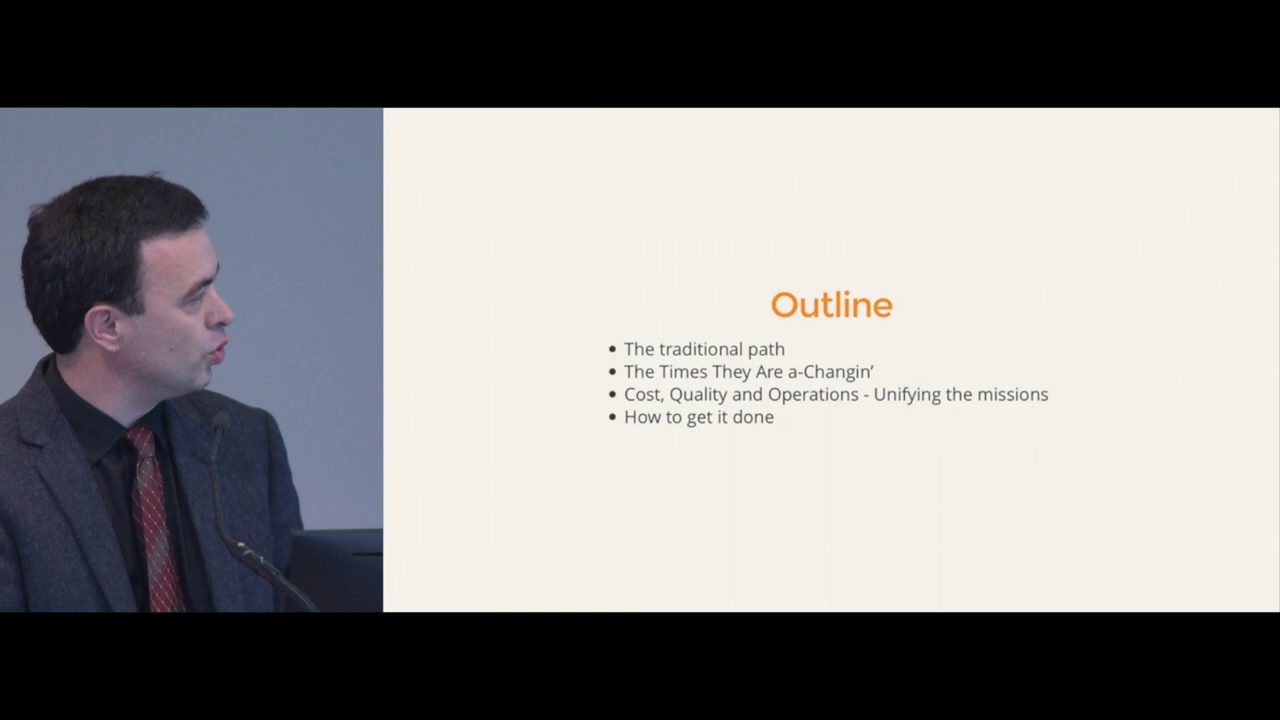 Outline
• The traditional path
• The Times They Are a-Changin’
• Cost, Quality and Operations - Unifying the missions
• How to get it done